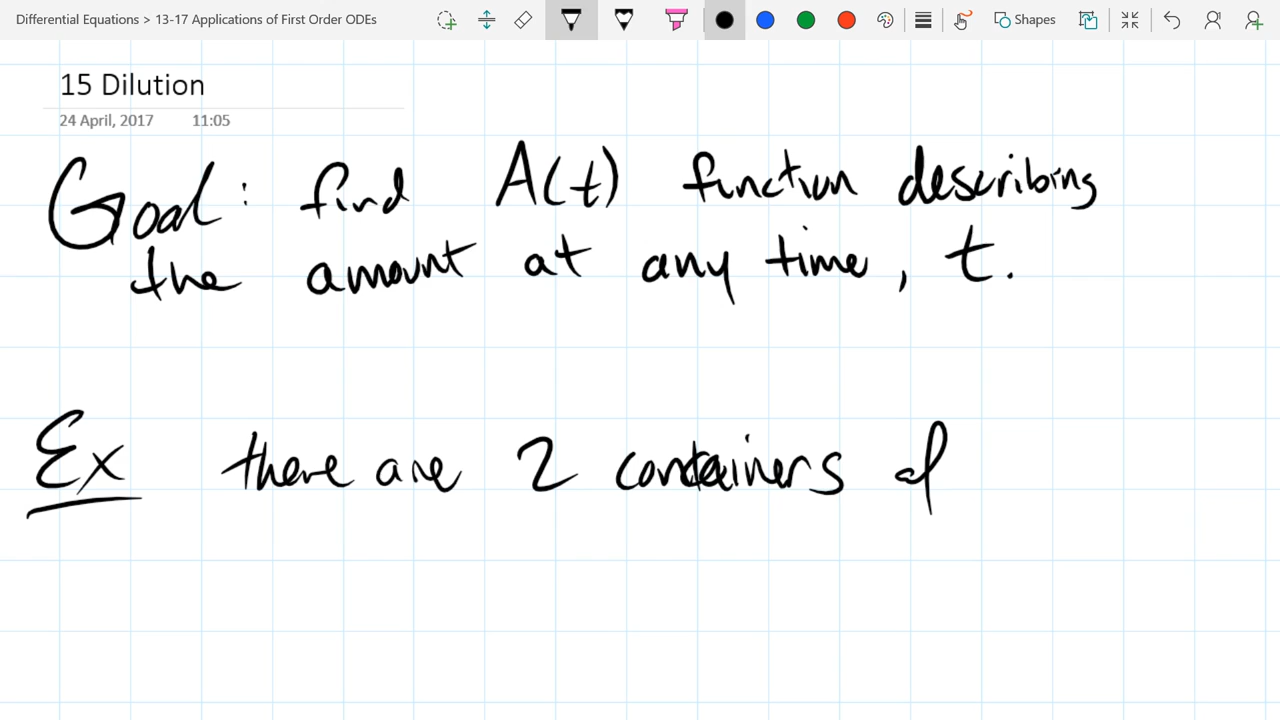 Differential Equations > 13-17 Applications of First Order ODEs
Shapes
15 Dilution
24 April, 2017 11:05
Goal: find A(t) function describing
the amount at any time, t.
Ex there are 2 containers of